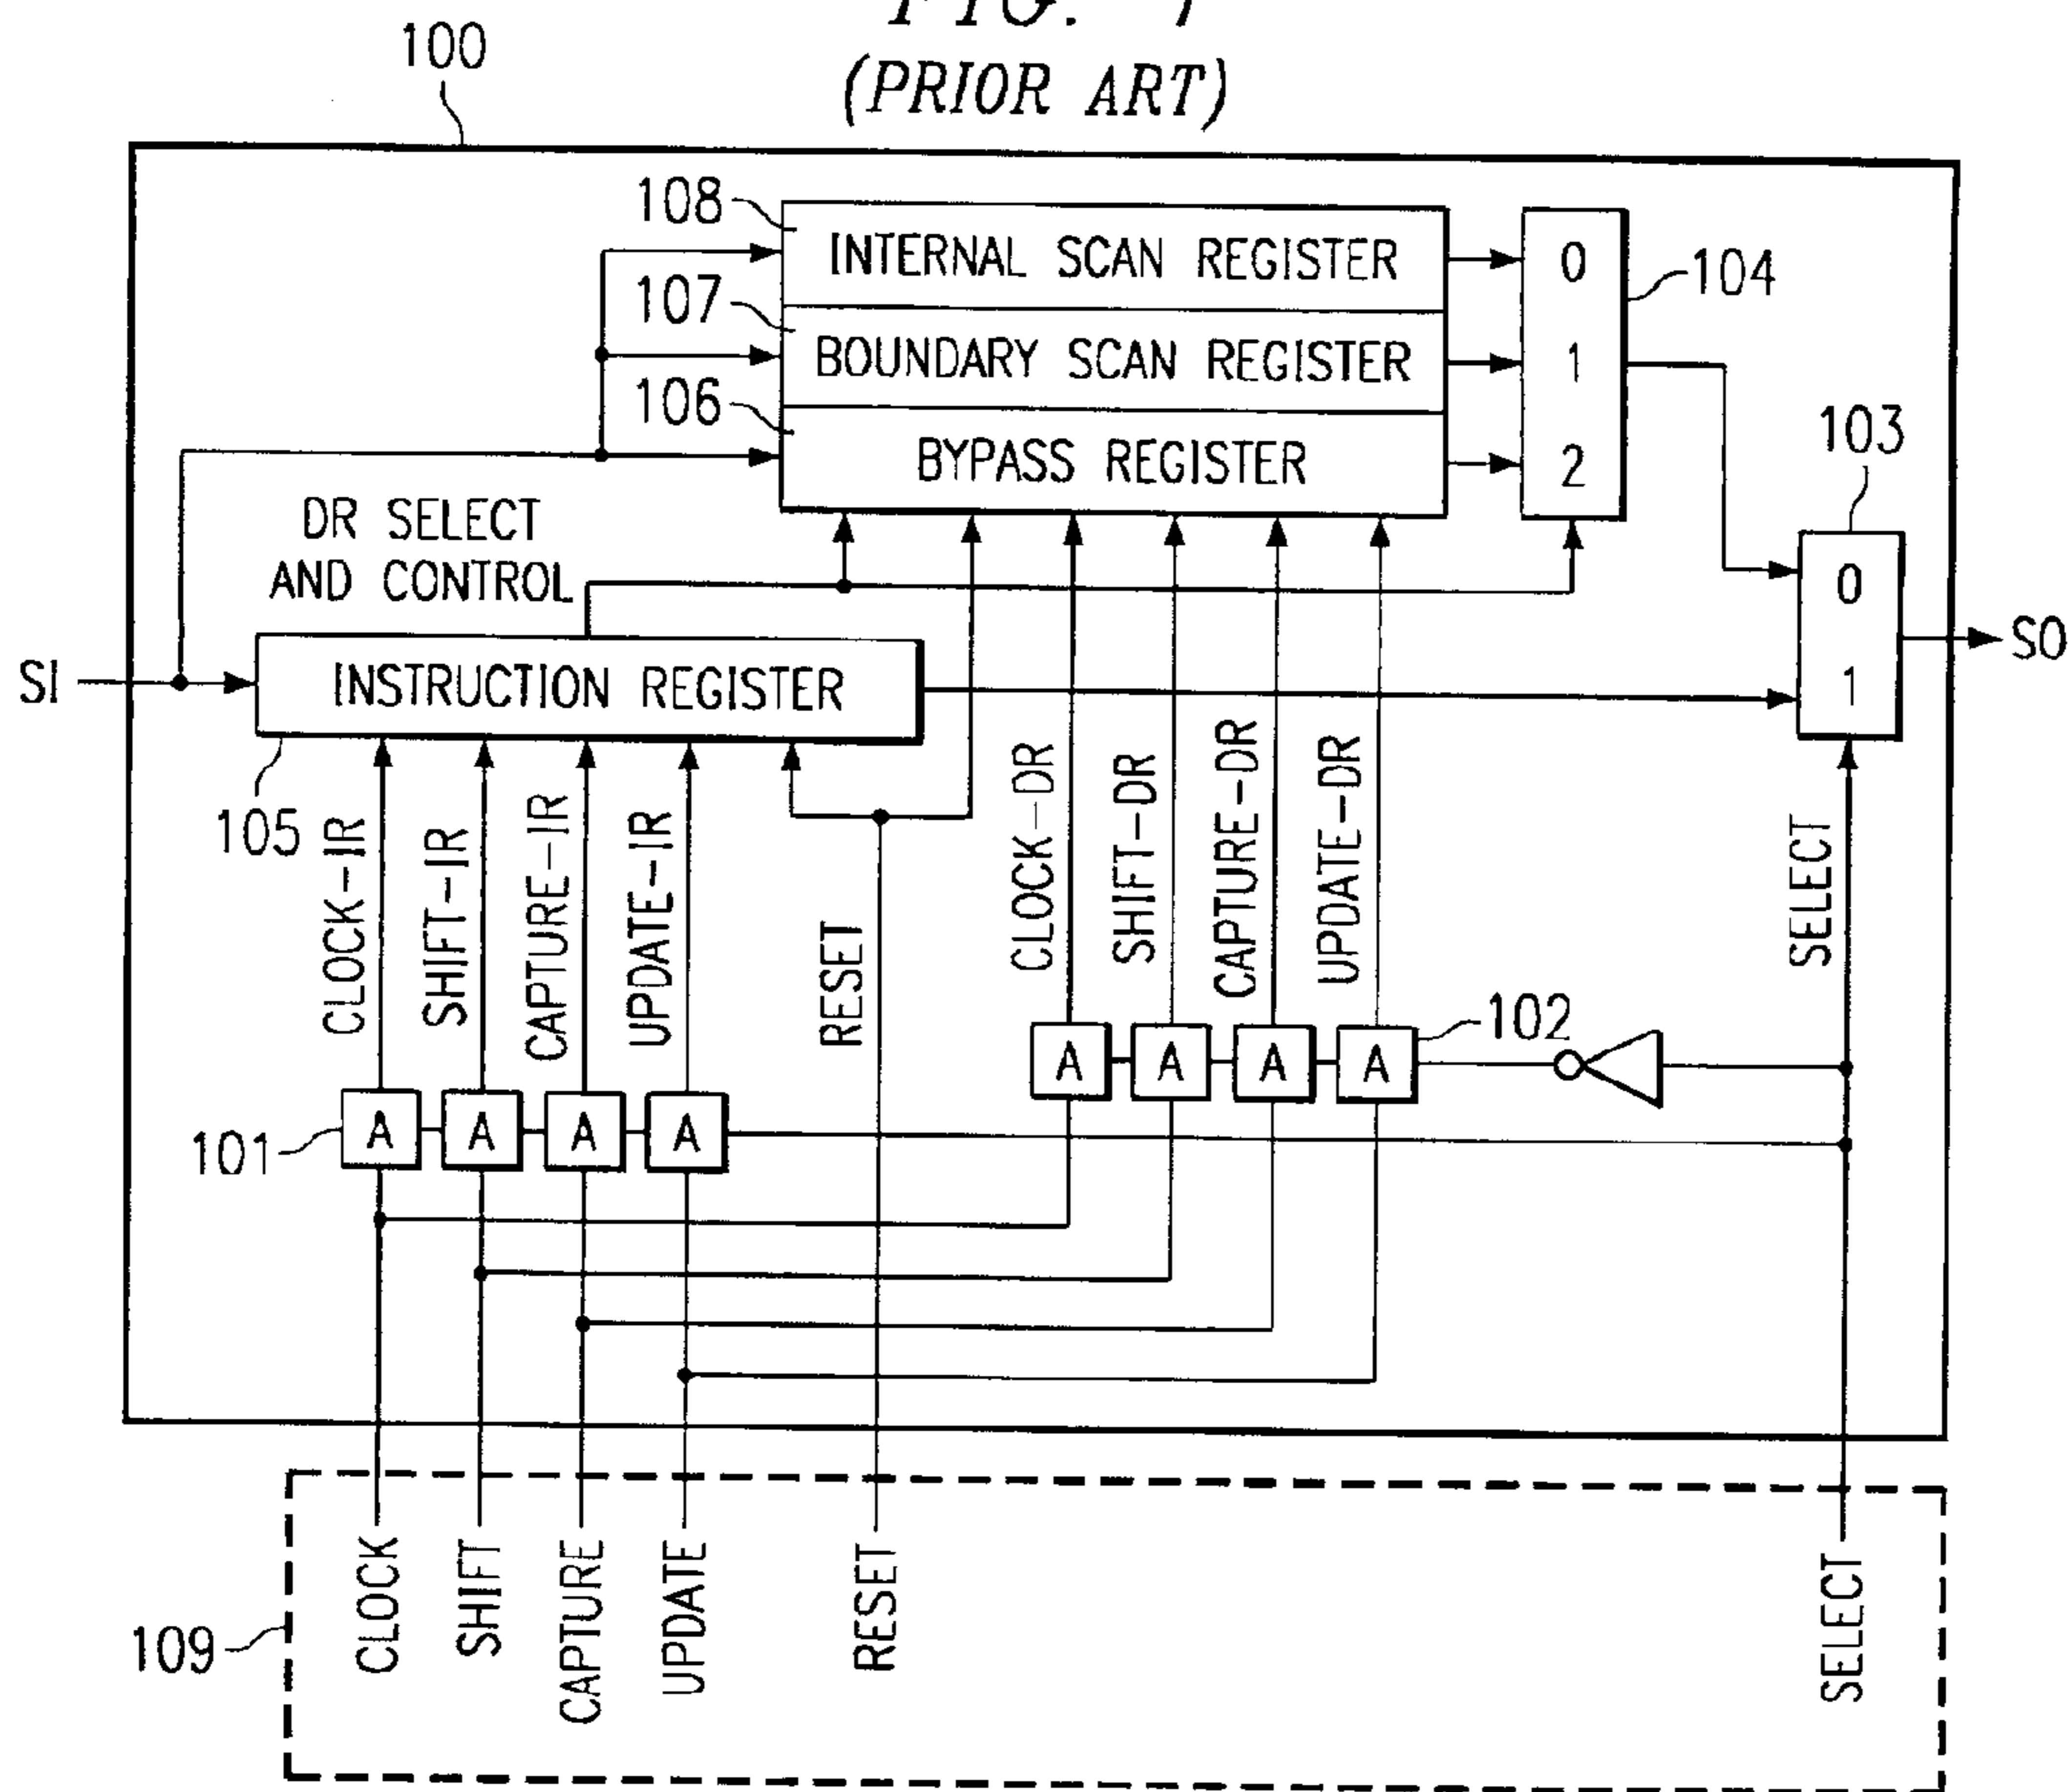 FIG. 1
(PRIOR ART)
100
108
INTERNAL SCAN REGISTER
0
104
107
BOUNDARY SCAN REGISTER
1
106
BYPASS REGISTER
2
103
DR SELECT
AND CONTROL
0
SI
INSTRUCTION REGISTER
1
SO
105
CLOCK-IR
SHIFT-IR
CAPTURE-IR
UPDATE-IR
RESET
CLOCK-DR
SHIFT-DR
CAPTURE-DR
UPDATE-DR
SELECT
A
A
A
A
102
101
A
A
A
A
109
CLOCK
SHIFT
CAPTURE
UPDATE
RESET
SELECT